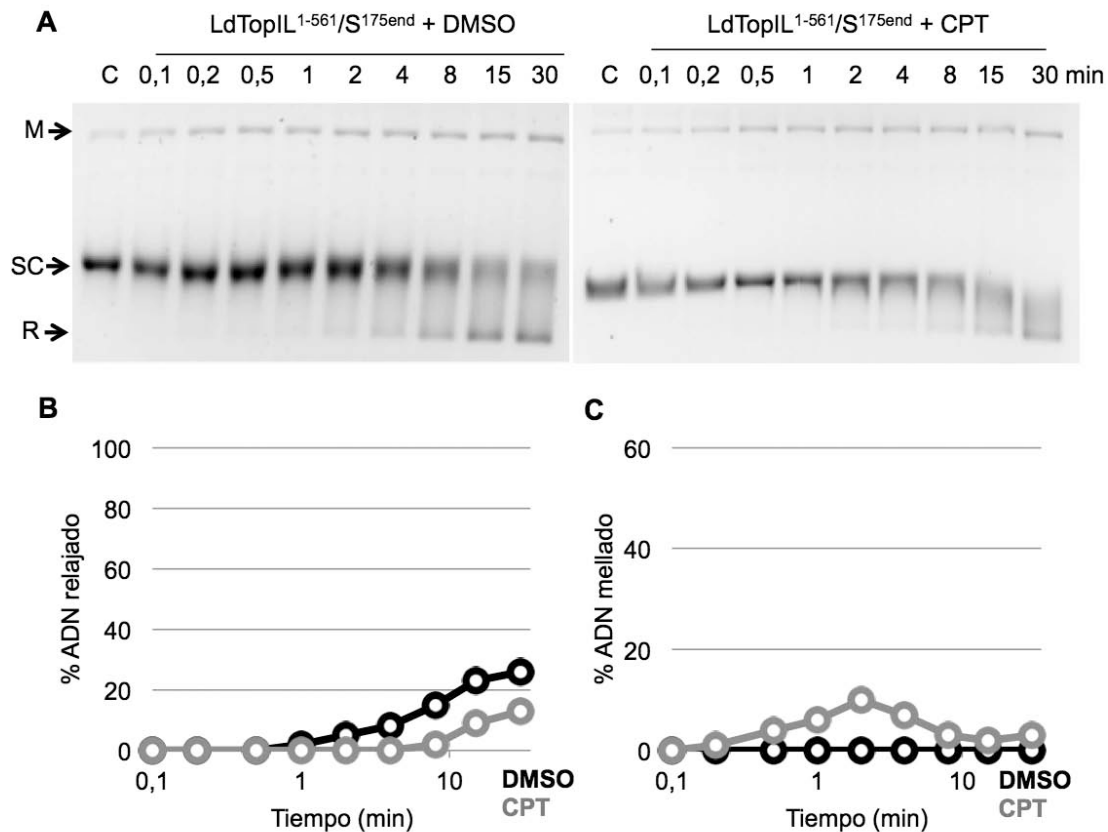 A
LdTopIL1-561/S175end + DMSO
LdTopIL1-561/S175end + CPT
C 0,1 0,2 0,5 1 2 4 8 15 30
C 0,1 0,2 0,5 1 2 4 8 15 30 min
M
SC
R
B
% ADN relajado
100
80
60
40
20
0
0,1 1 10 DMSO
CPT
Tiempo (min)
C
% ADN mellado
60
40
20
0
0,1 1 10 DMSO
CPT
Tiempo (min)